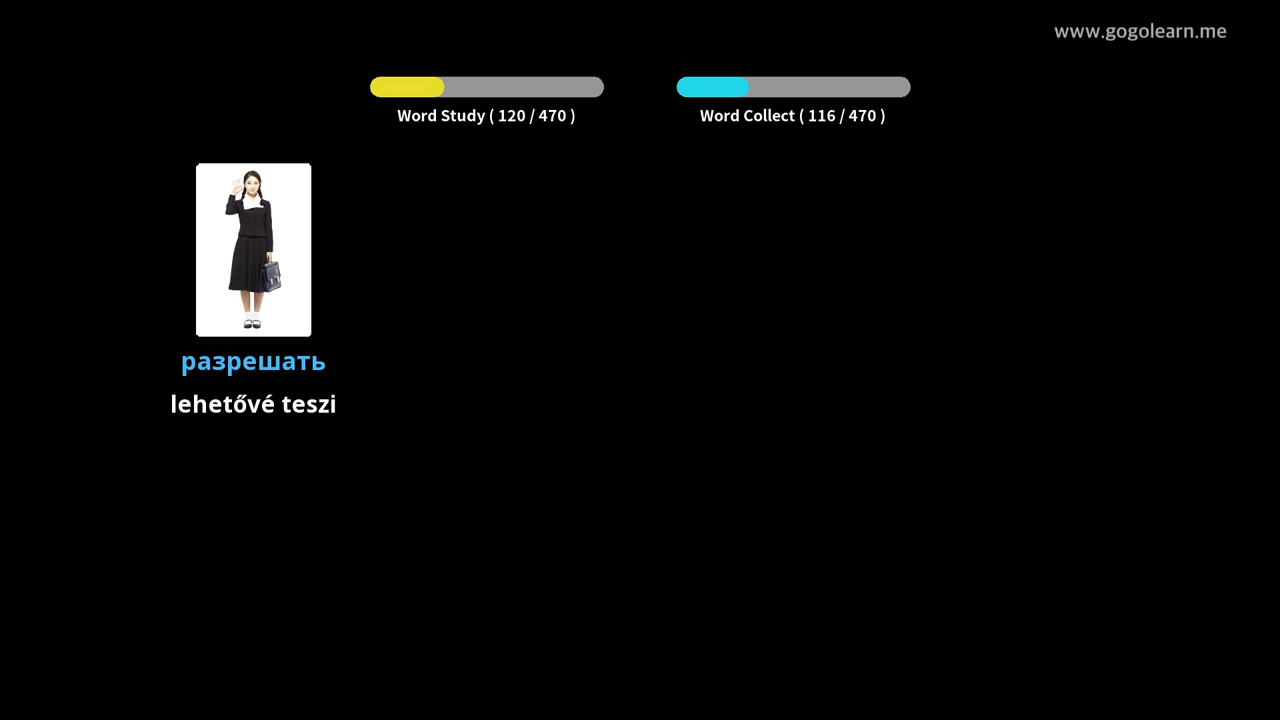 www.gogolearn.me
Word Study ( 120 / 470 )
Word Collect ( 116 / 470 )
разрешать
lehetővé teszi